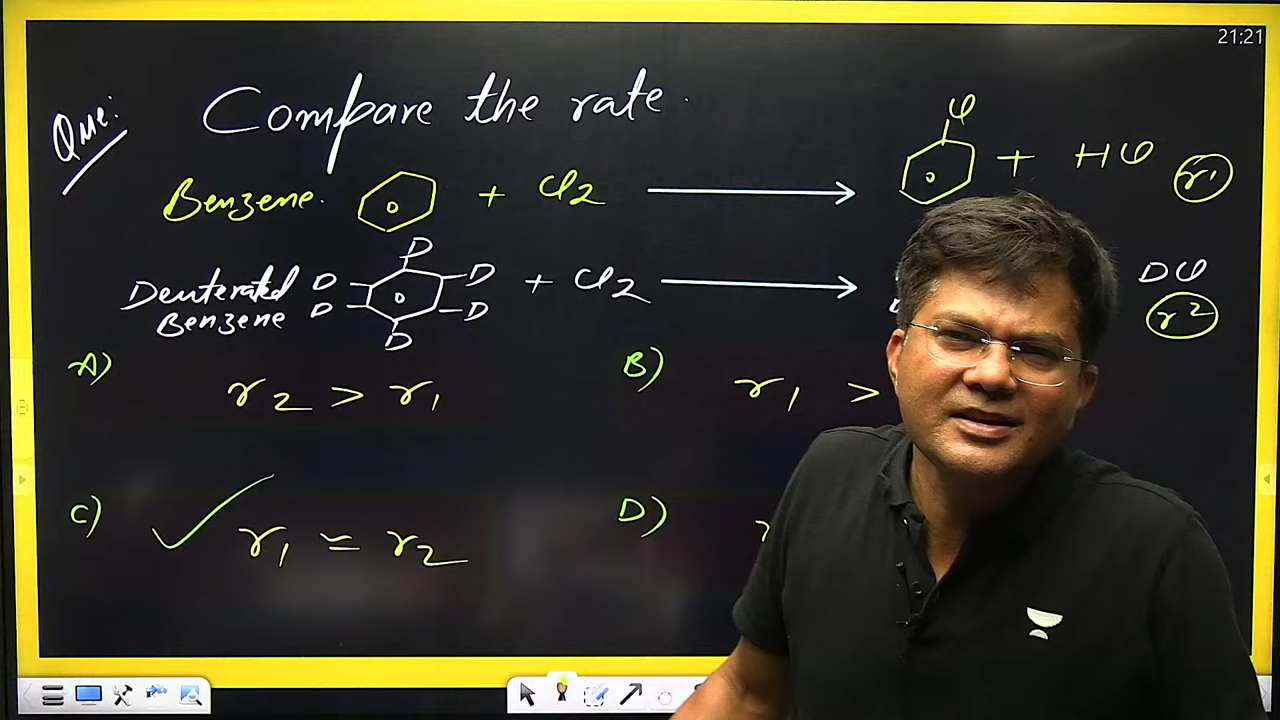 21:21
Que:
Compare the rate.
Benzene. + Cl2 Cl + HCl r1
Deuterated Benzene D D D D D D + Cl2 DCl r2
A) r2 > r1
B) r1 >
C) r1 ≃ r2
D)